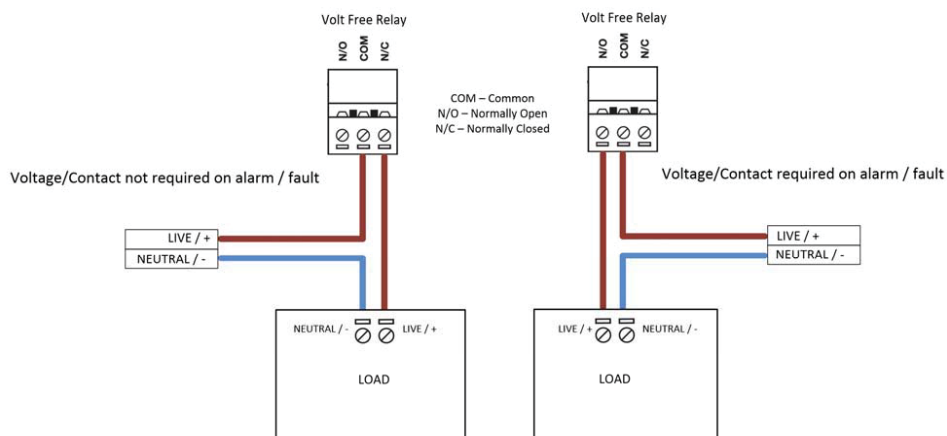 Volt Free Relay
N/O COM N/C
Voltage/Contact not required on alarm / fault
LIVE / +
NEUTRAL / -
NEUTRAL / - LIVE / +
LOAD
COM – Common
N/O – Normally Open
N/C – Normally Closed
Volt Free Relay
N/O COM N/C
Voltage/Contact required on alarm / fault
LIVE / +
NEUTRAL / -
LIVE / + NEUTRAL / -
LOAD